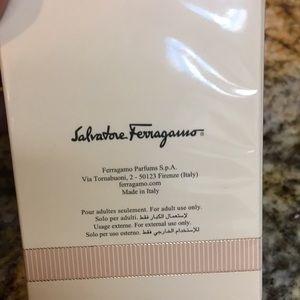 Salvatore Ferragamo
Ferragamo Parfums S.p.A.
Via Tornabuoni, 2 - 50123 Firenze (Italy)
ferragamo.com
Made in Italy
Pour adultes seulement. For adult use only.
Solo per adulti. لإستعمال الكبار فقط.
Usage externe. For external use only.
Solo per uso esterno. للإستخدام الخارجي فقط.